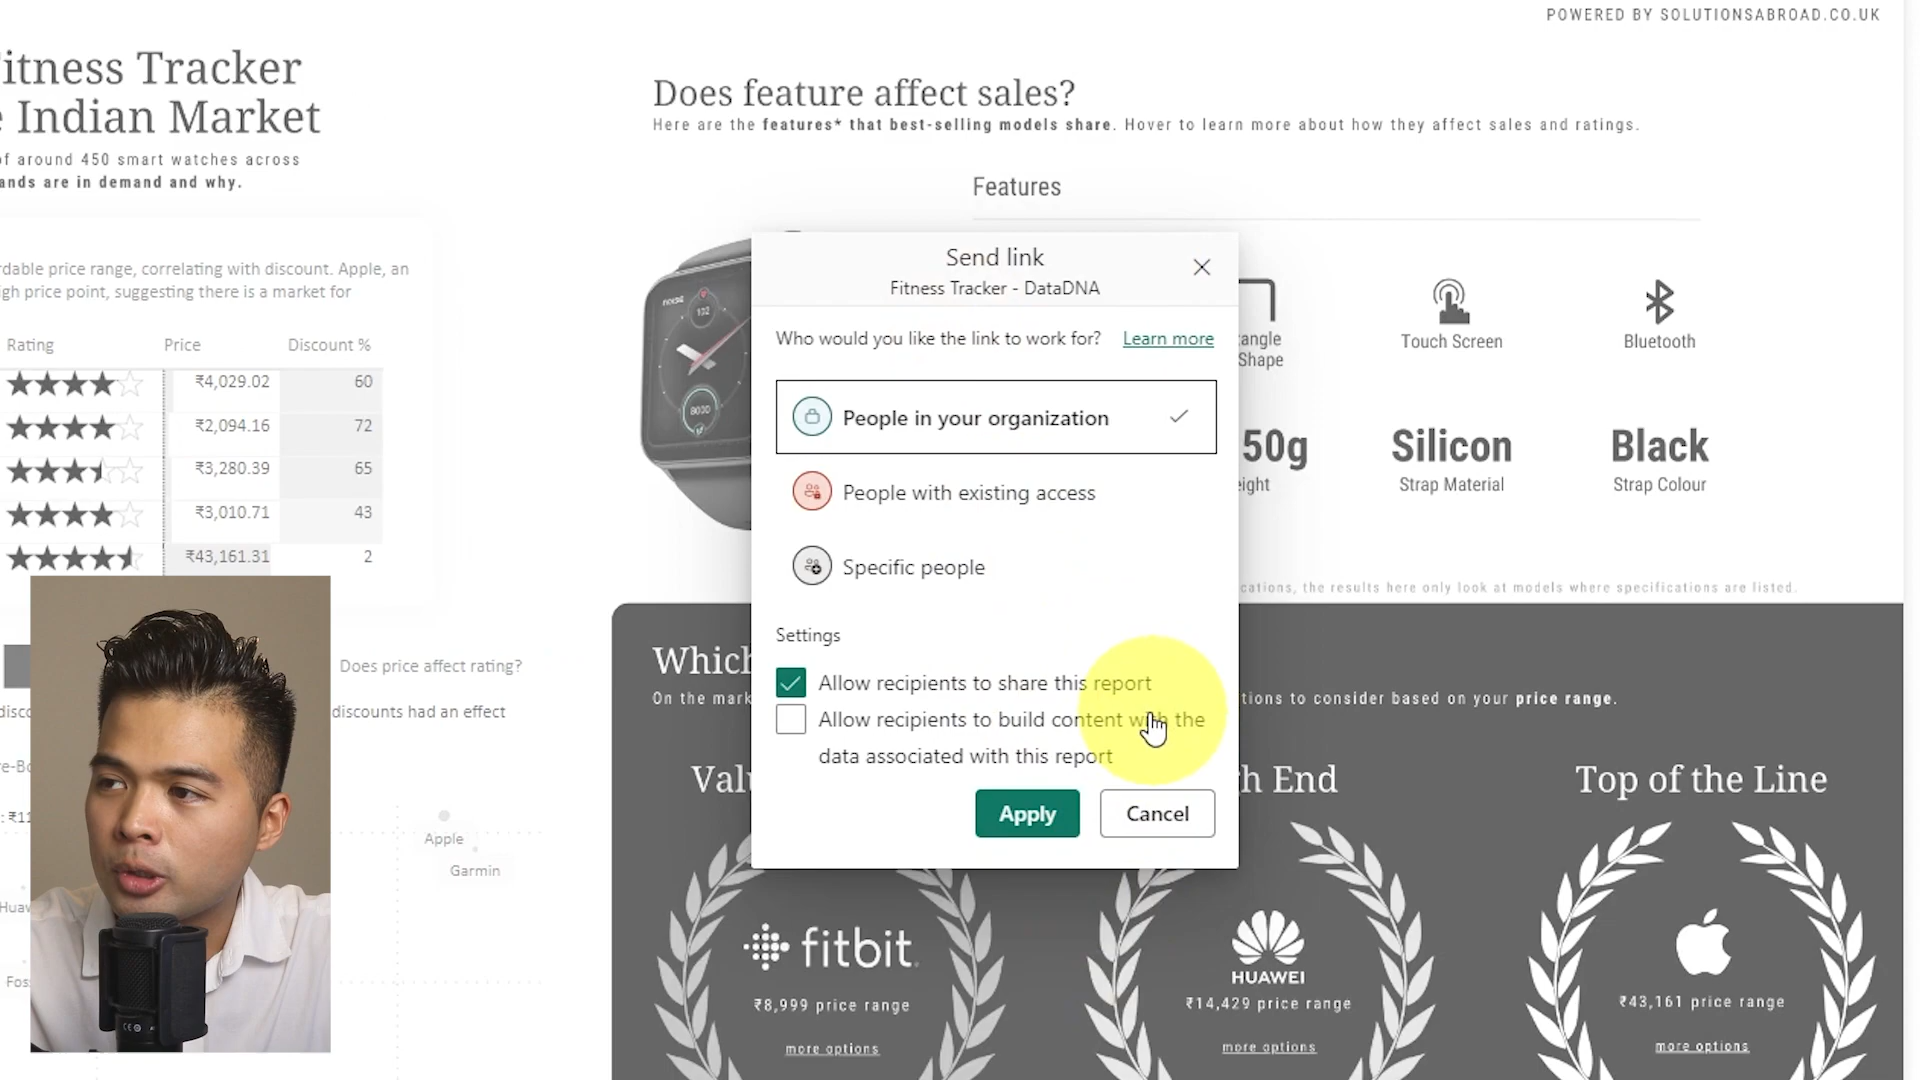 POWERED BY SOLUTIONSABROAD.CO.UK
itness Tracker
Indian Market
of around 450 smart watches across
ands are in demand and why.
rdable price range, correlating with discount. Apple, an
igh price point, suggesting there is a market for
Rating Price Discount %
₹4,029.02 60
₹2,094.16 72
₹3,280.39 65
₹3,010.71 43
₹43,161.31 2
Does price affect rating?
discounts had an effect
Apple
Garmin
Does feature affect sales?
Here are the features* that best-selling models share. Hover to learn more about how they affect sales and ratings.
Features
angle
Shape
Touch Screen
Bluetooth
50g
eight
Silicon
Strap Material
Black
Strap Colour
cations, the results here only look at models where specifications are listed.
Send link
Fitness Tracker - DataDNA
Who would you like the link to work for? Learn more
People in your organization
People with existing access
Specific people
Settings
Allow recipients to share this report
Allow recipients to build content with the
data associated with this report
Apply Cancel
Which
On the mark
tions to consider based on your price range.
Val
h End
Top of the Line
fitbit
₹8,999 price range
more options
HUAWEI
₹14,429 price range
more options
₹43,161 price range
more options